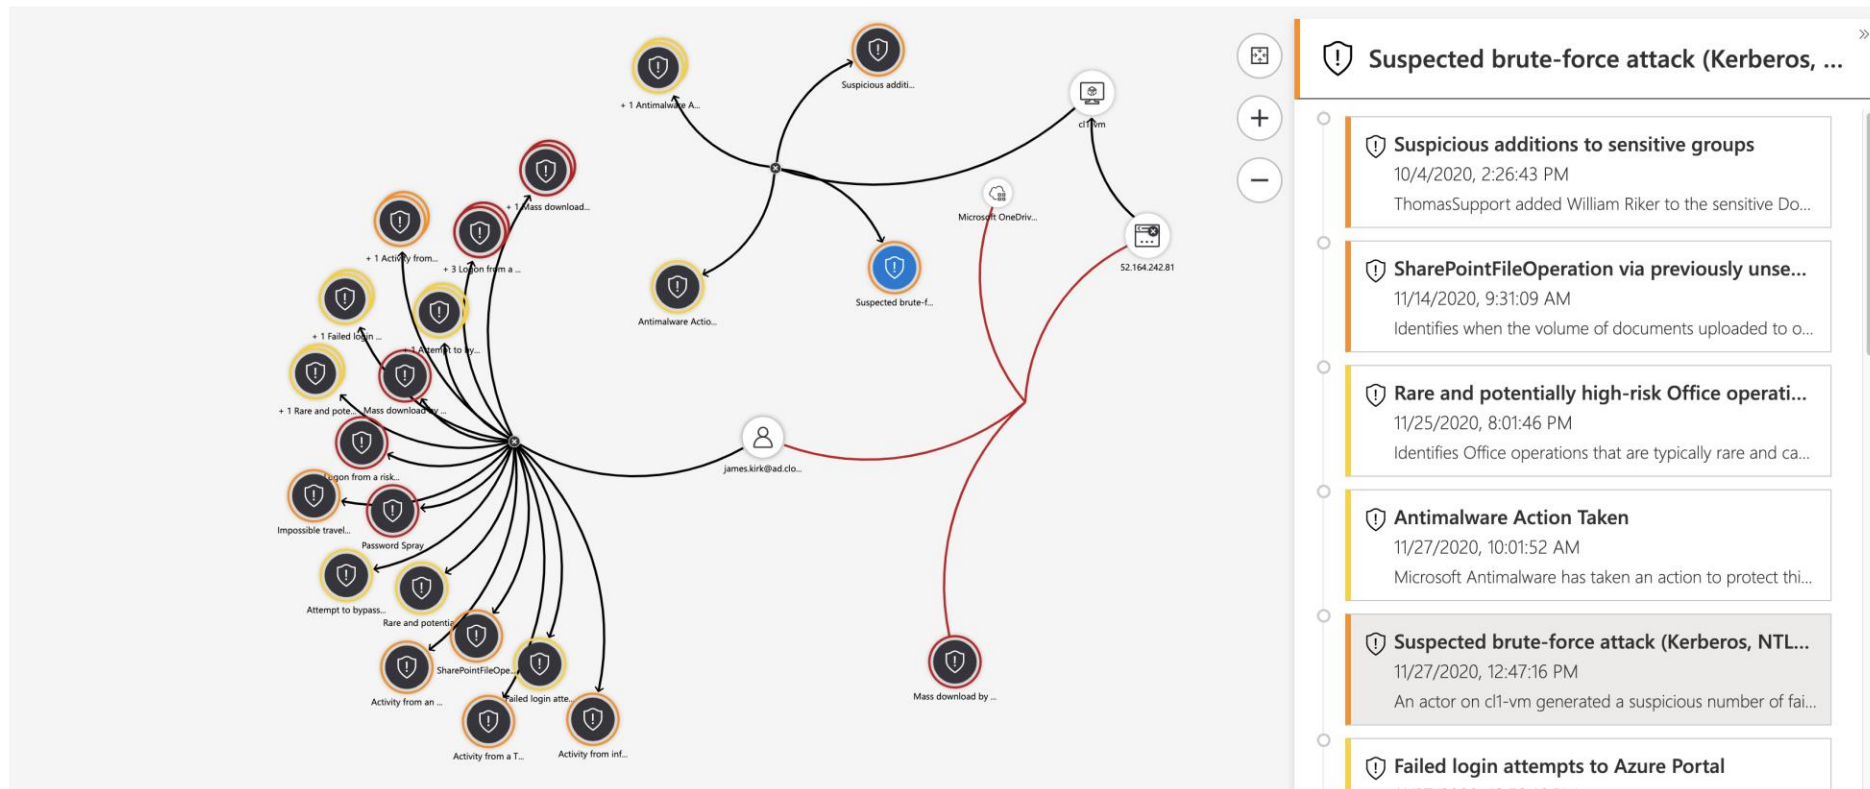 Suspicious additi...
+ 1 Antimalware A...
cl1-vm
+ 1 Mass download...
Microsoft OneDriv...
+ 1 Activity from...
+ 3 Logon from a ...
52.164.242.81
Suspected brute-f...
Antimalware Actio...
+ 1 Failed login ...
+ 1 Attempt to by...
+ 1 Rare and pote...
Mass download by ...
james.kirk@ad.clo...
Logon from a risk...
Impossible travel...
Password Spray
Attempt to bypass...
Rare and potentia
SharePointFileOpe...
Activity from an ...
Failed login atte...
Mass download by ...
Activity from a T...
Activity from inf...
Suspected brute-force attack (Kerberos, ...
Suspicious additions to sensitive groups
10/4/2020, 2:26:43 PM
ThomasSupport added William Riker to the sensitive Do...
SharePointFileOperation via previously unse...
11/14/2020, 9:31:09 AM
Identifies when the volume of documents uploaded to o...
Rare and potentially high-risk Office operati...
11/25/2020, 8:01:46 PM
Identifies Office operations that are typically rare and ca...
Antimalware Action Taken
11/27/2020, 10:01:52 AM
Microsoft Antimalware has taken an action to protect thi...
Suspected brute-force attack (Kerberos, NTL...
11/27/2020, 12:47:16 PM
An actor on cl1-vm generated a suspicious number of fai...
Failed login attempts to Azure Portal